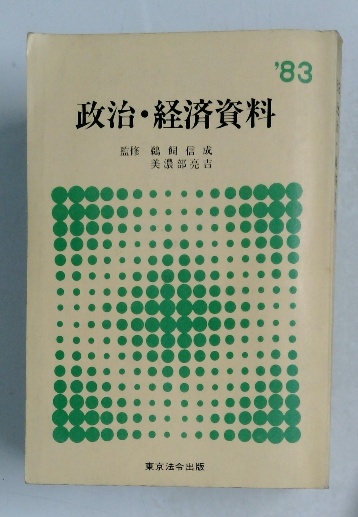 '83
政治・経済資料
監修 鵜飼信成
美濃部亮吉
東京法令出版